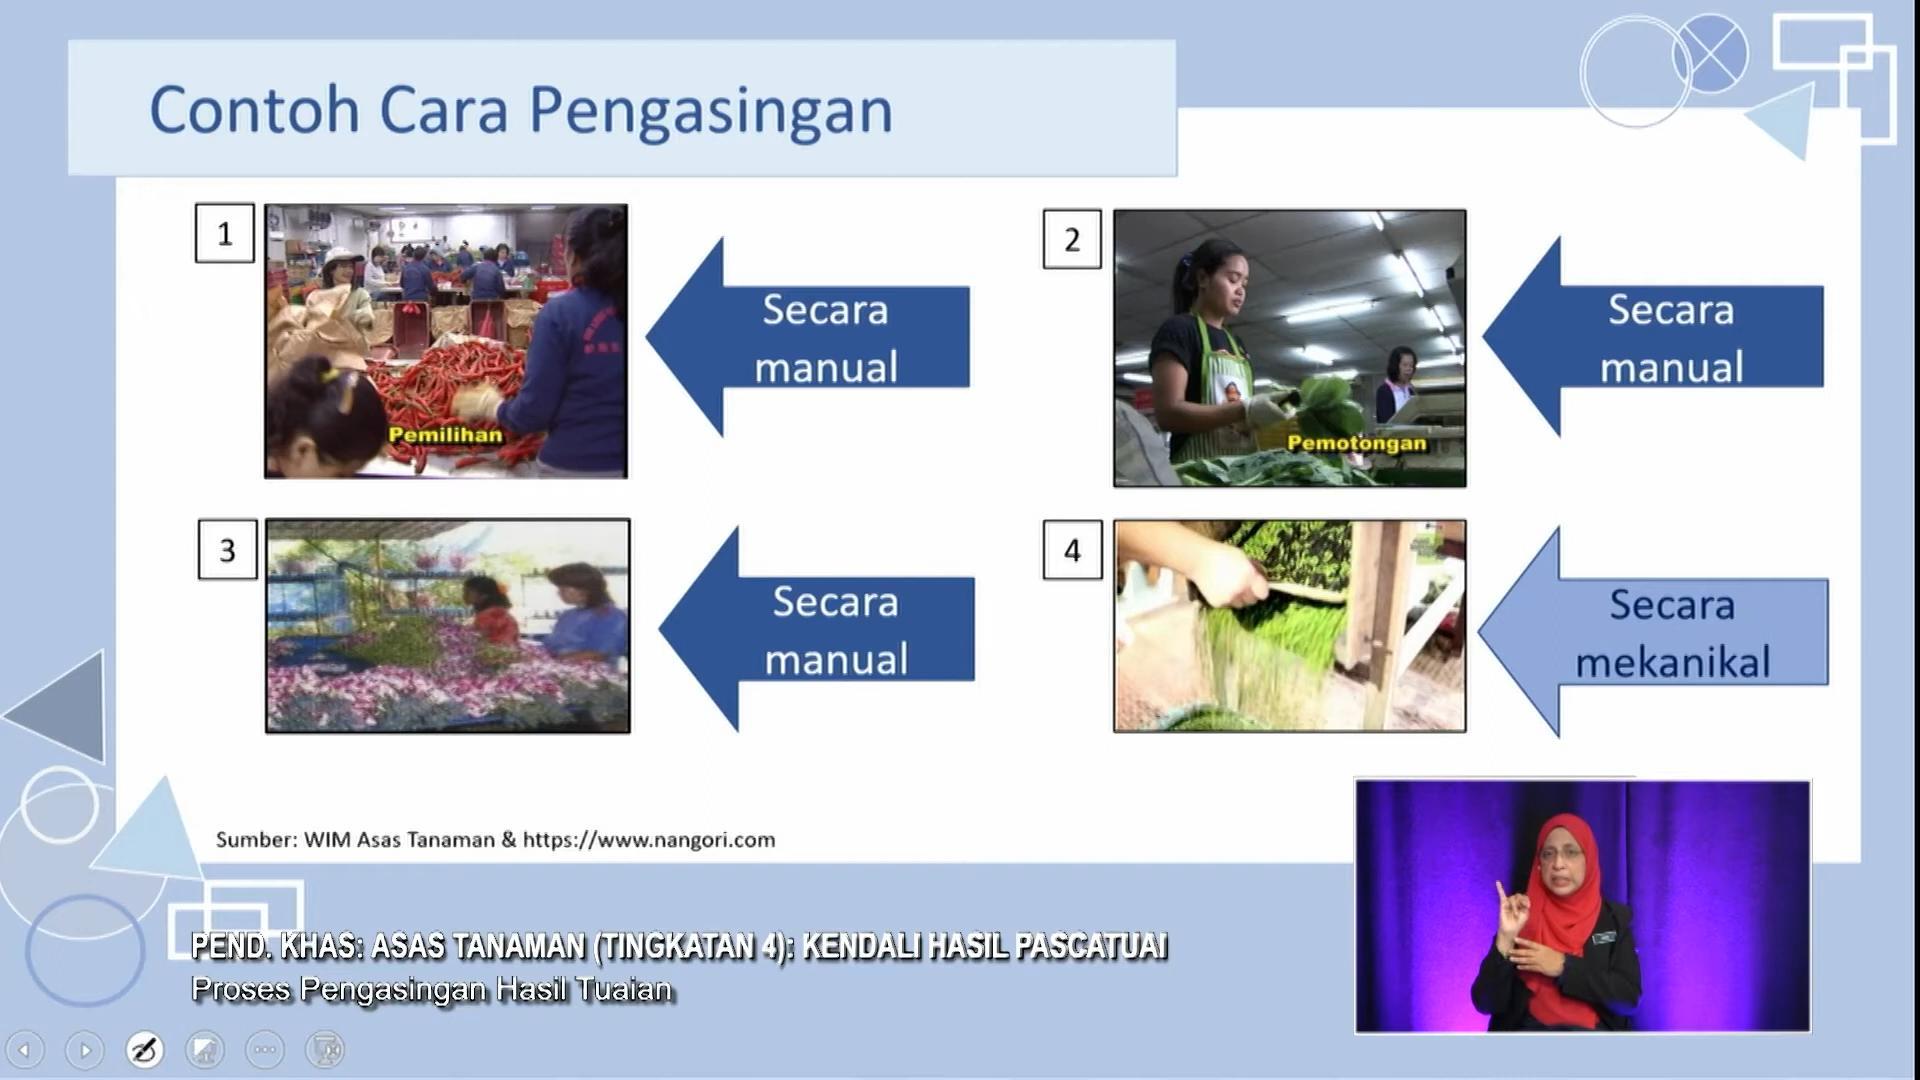 Contoh Cara Pengasingan
1
Pemilihan
Secara
manual
2
Pemotongan
Secara
manual
3
Secara
manual
4
Secara
mekanikal
Sumber: WIM Asas Tanaman & https://www.nangori.com
PEND. KHAS: ASAS TANAMAN (TINGKATAN 4): KENDALI HASIL PASCATUAI
Proses Pengasingan Hasil Tuaian